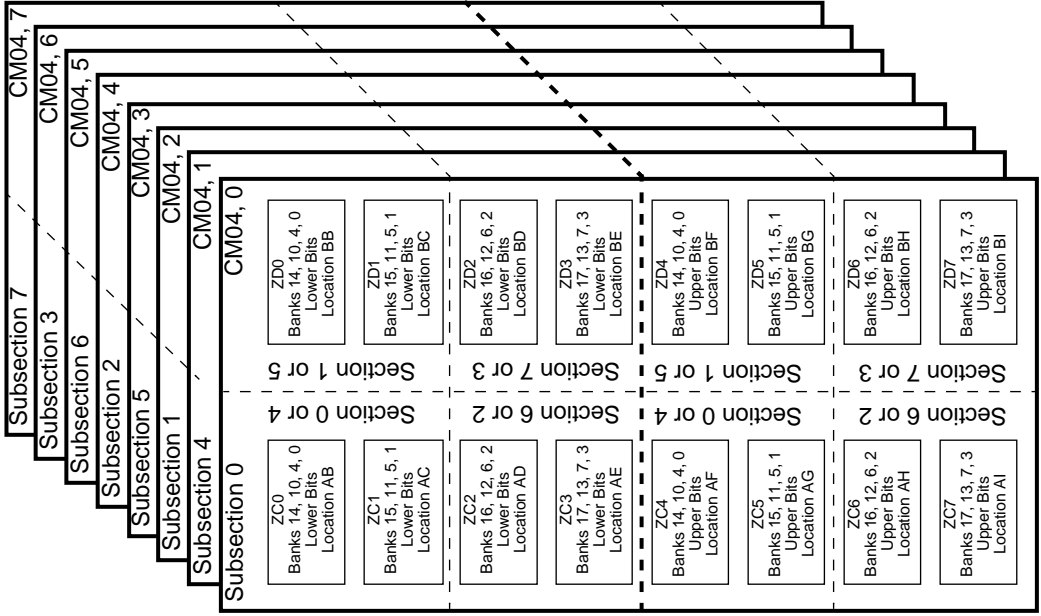 Subsection 7
CM04, 7
Subsection 3
CM04, 6
Subsection 6
CM04, 5
Subsection 2
CM04, 4
Subsection 5
CM04, 3
Subsection 1
CM04, 2
Subsection 4
CM04, 1
Subsection 0
CM04, 0
ZC0
Banks 14, 10, 4, 0
Lower Bits
Location AB
ZC1
Banks 15, 11, 5, 1
Lower Bits
Location AC
Section 0 or 4
ZD0
Banks 14, 10, 4, 0
Lower Bits
Location BB
ZD1
Banks 15, 11, 5, 1
Lower Bits
Location BC
Section 1 or 5
ZC2
Banks 16, 12, 6, 2
Lower Bits
Location AD
ZC3
Banks 17, 13, 7, 3
Lower Bits
Location AE
Section 6 or 2
ZD2
Banks 16, 12, 6, 2
Lower Bits
Location BD
ZD3
Banks 17, 13, 7, 3
Lower Bits
Location BE
Section 7 or 3
ZC4
Banks 14, 10, 4, 0
Upper Bits
Location AF
ZC5
Banks 15, 11, 5, 1
Upper Bits
Location AG
Section 0 or 4
ZD4
Banks 14, 10, 4, 0
Upper Bits
Location BF
ZD5
Banks 15, 11, 5, 1
Upper Bits
Location BG
Section 1 or 5
ZC6
Banks 16, 12, 6, 2
Upper Bits
Location AH
ZC7
Banks 17, 13, 7, 3
Upper Bits
Location AI
Section 6 or 2
ZD6
Banks 16, 12, 6, 2
Upper Bits
Location BH
ZD7
Banks 17, 13, 7, 3
Upper Bits
Location BI
Section 7 or 3